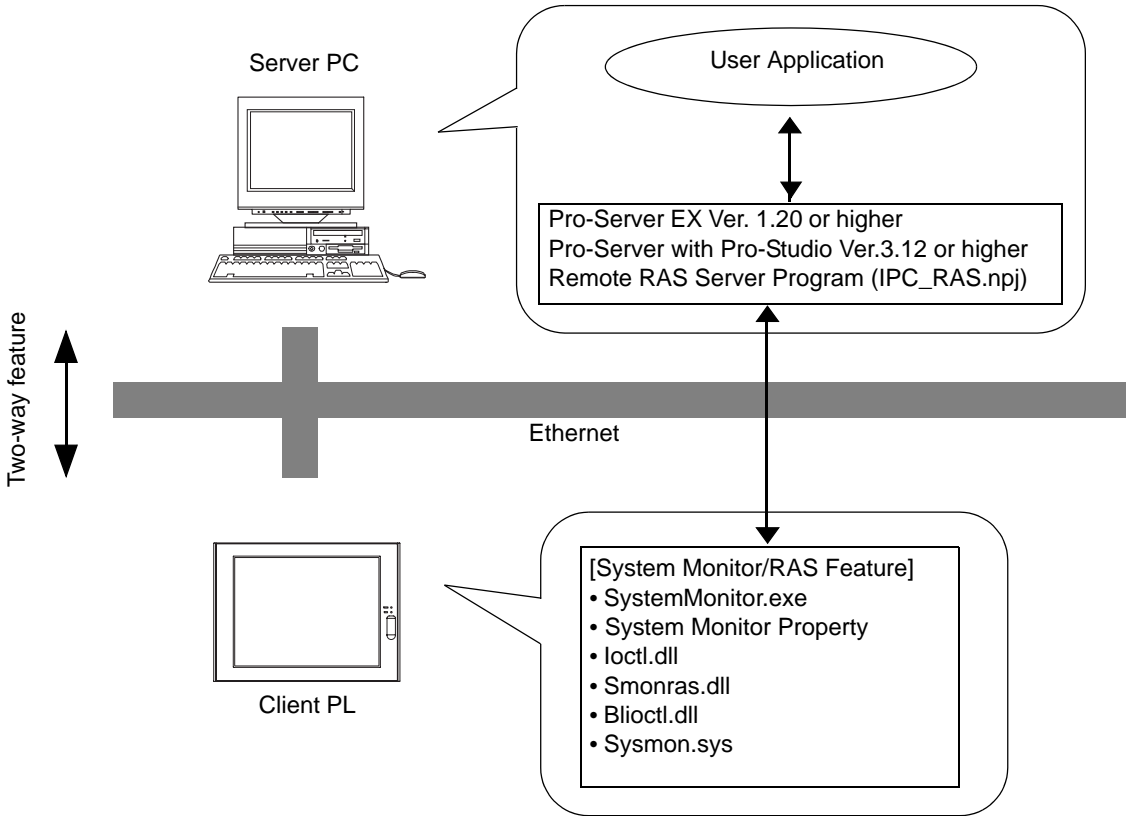 Server PC
User Application
Pro-Server EX Ver. 1.20 or higher
Pro-Server with Pro-Studio Ver.3.12 or higher
Remote RAS Server Program (IPC_RAS.npj)
Two-way feature
Ethernet
Client PL
[System Monitor/RAS Feature]
• SystemMonitor.exe
• System Monitor Property
• Ioctl.dll
• Smonras.dll
• Blioctl.dll
• Sysmon.sys